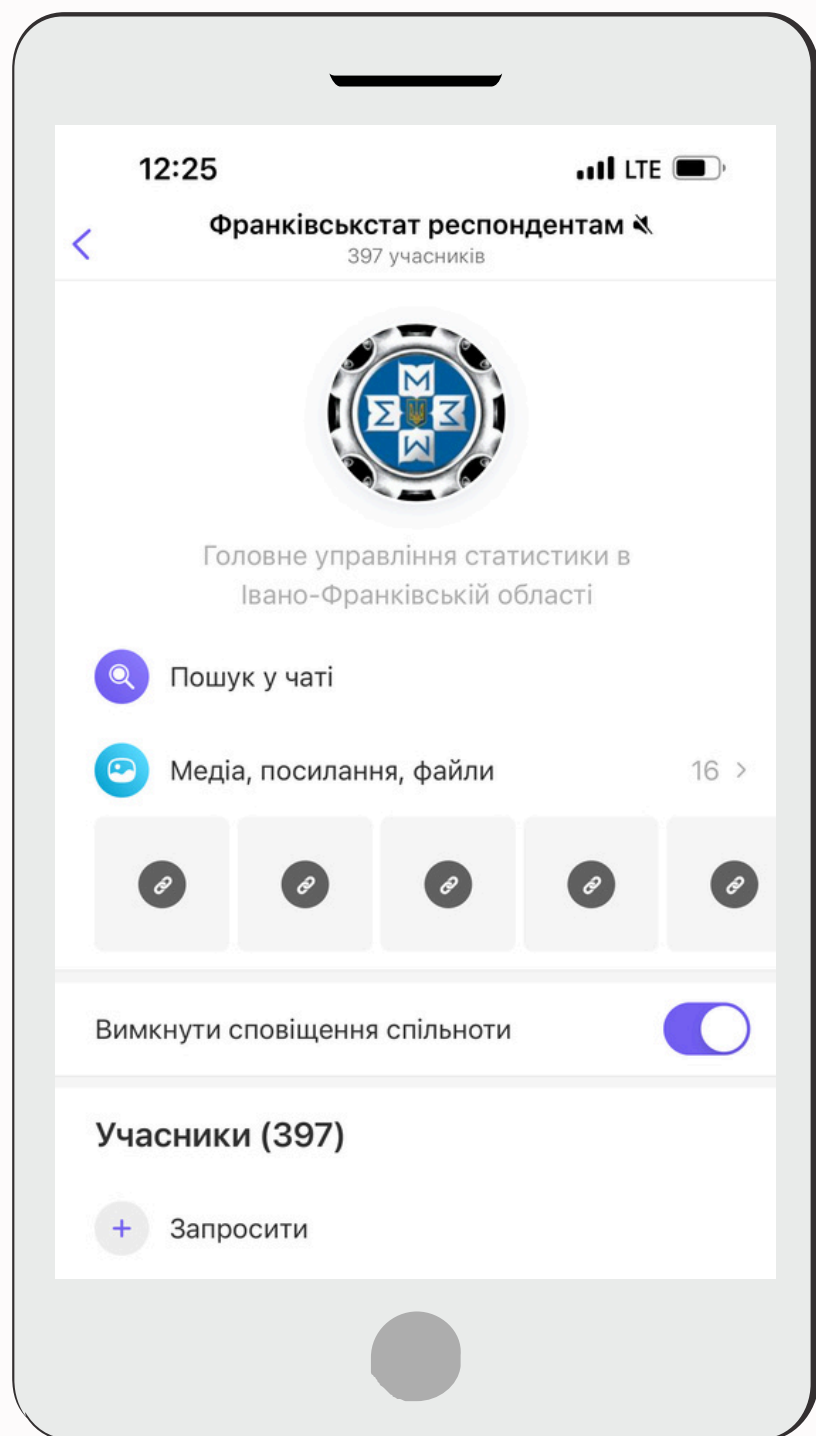 12:25
LTE
Франківськстат респондентам
397 учасників
М
Σ Σ
М
Головне управління статистики в
Івано-Франківській області
Пошук у чаті
Медіа, посилання, файли 16
Вимкнути сповіщення спільноти
Учасники (397)
Запросити